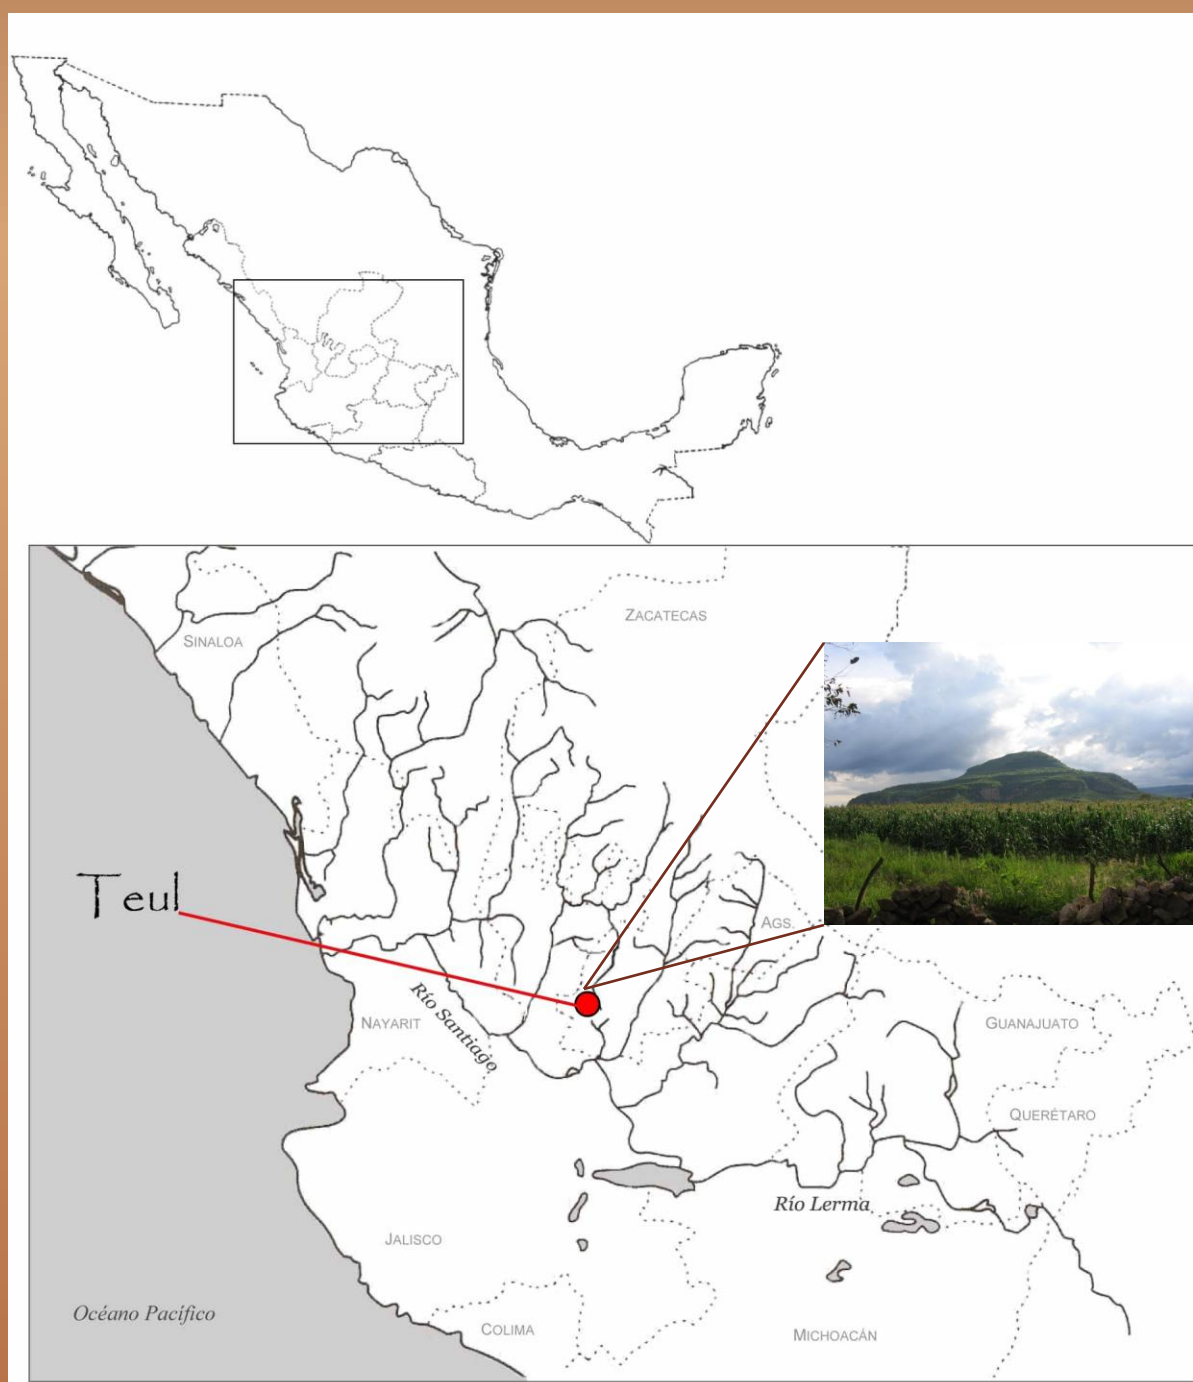 ZACATECAS
SINALOA
Teul
AGS.
Río Santiago
NAYARIT
GUANAJUATO
QUERÉTARO
Río Lerma
JALISCO
Océano Pacífico
COLIMA
MICHOACÁN